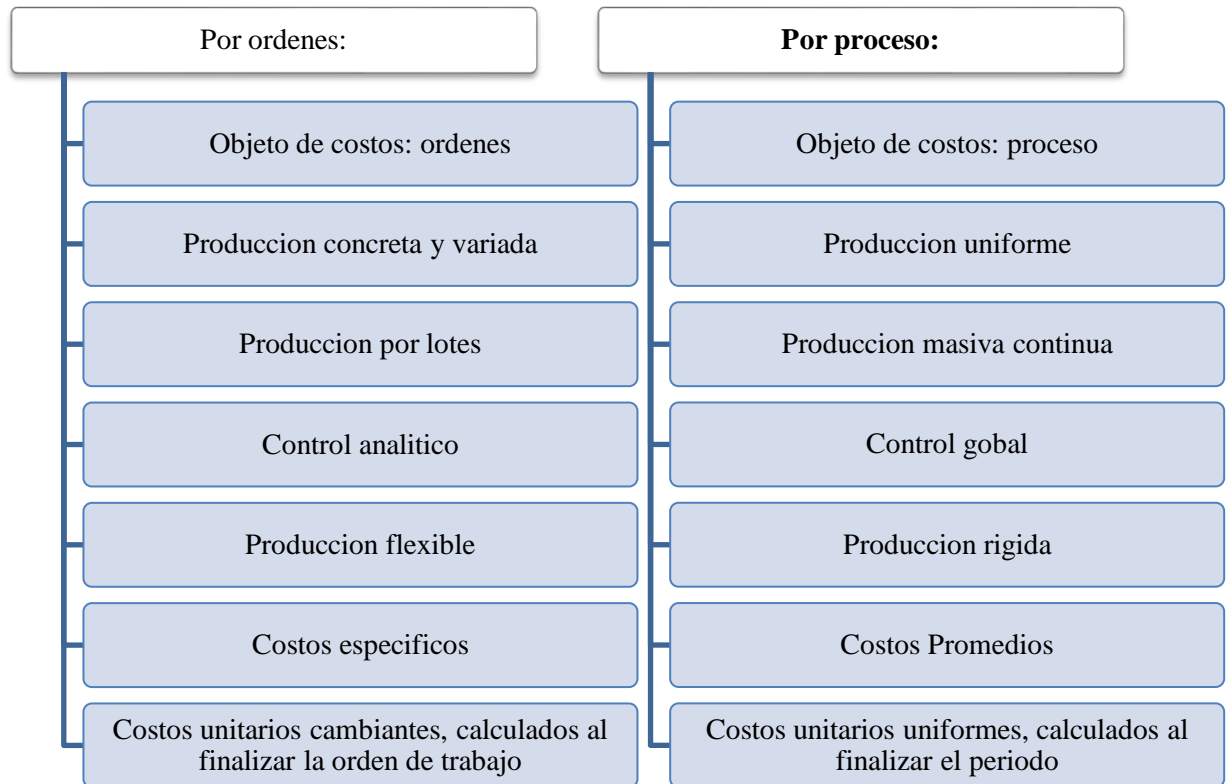 Por ordenes:
Objeto de costos: ordenes
Produccion concreta y variada
Produccion por lotes
Control analitico
Produccion flexible
Costos especificos
Costos unitarios cambiantes, calculados al
finalizar la orden de trabajo
Por proceso:
Objeto de costos: proceso
Produccion uniforme
Produccion masiva continua
Control gobal
Produccion rigida
Costos Promedios
Costos unitarios uniformes, calculados al
finalizar el periodo